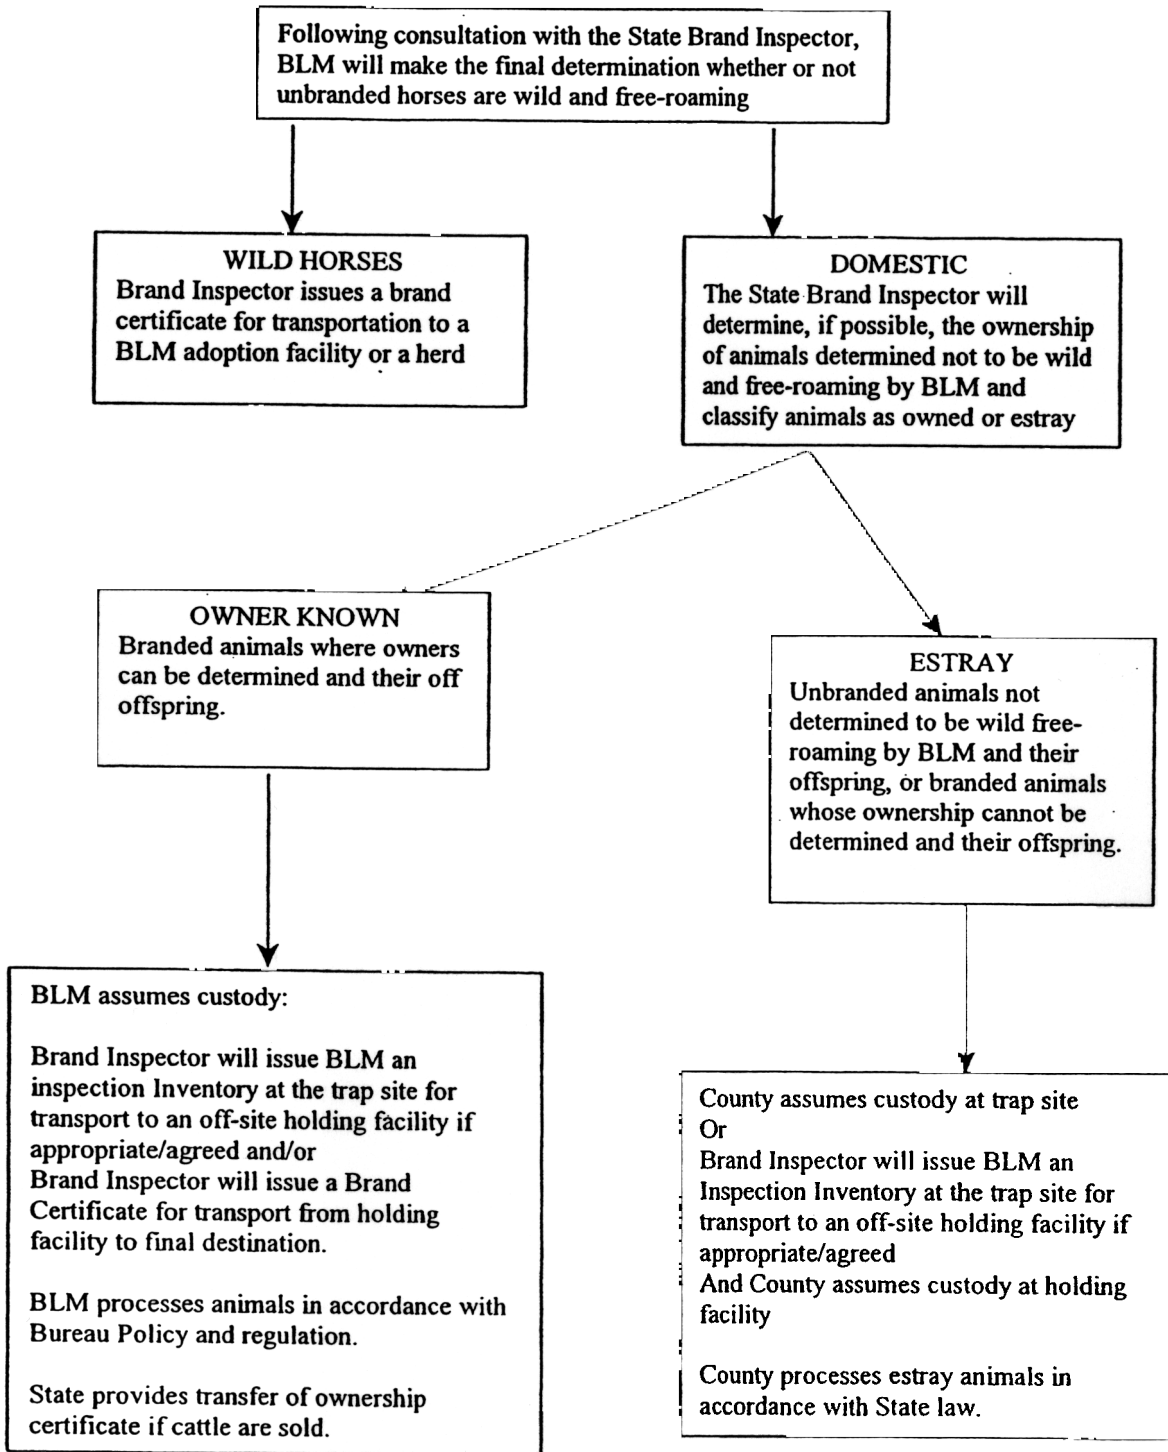 Following consultation with the State Brand Inspector,
BLM will make the final determination whether or not
unbranded horses are wild and free-roaming
WILD HORSES
Brand Inspector issues a brand
certificate for transportation to a
BLM adoption facility or a herd
DOMESTIC
The State Brand Inspector will
determine, if possible, the ownership
of animals determined not to be wild
and free-roaming by BLM and
classify animals as owned or estray
OWNER KNOWN
Branded animals where owners
can be determined and their off
offspring.
ESTRAY
Unbranded animals not
determined to be wild free-
roaming by BLM and their
offspring, or branded animals
whose ownership cannot be
determined and their offspring.
BLM assumes custody:
Brand Inspector will issue BLM an
inspection Inventory at the trap site for
transport to an off-site holding facility if
appropriate/agreed and/or
Brand Inspector will issue a Brand
Certificate for transport from holding
facility to final destination.
BLM processes animals in accordance with
Bureau Policy and regulation.
State provides transfer of ownership
certificate if cattle are sold.
County assumes custody at trap site
Or
Brand Inspector will issue BLM an
Inspection Inventory at the trap site for
transport to an off-site holding facility if
appropriate/agreed
And County assumes custody at holding
facility
County processes estray animals in
accordance with State law.